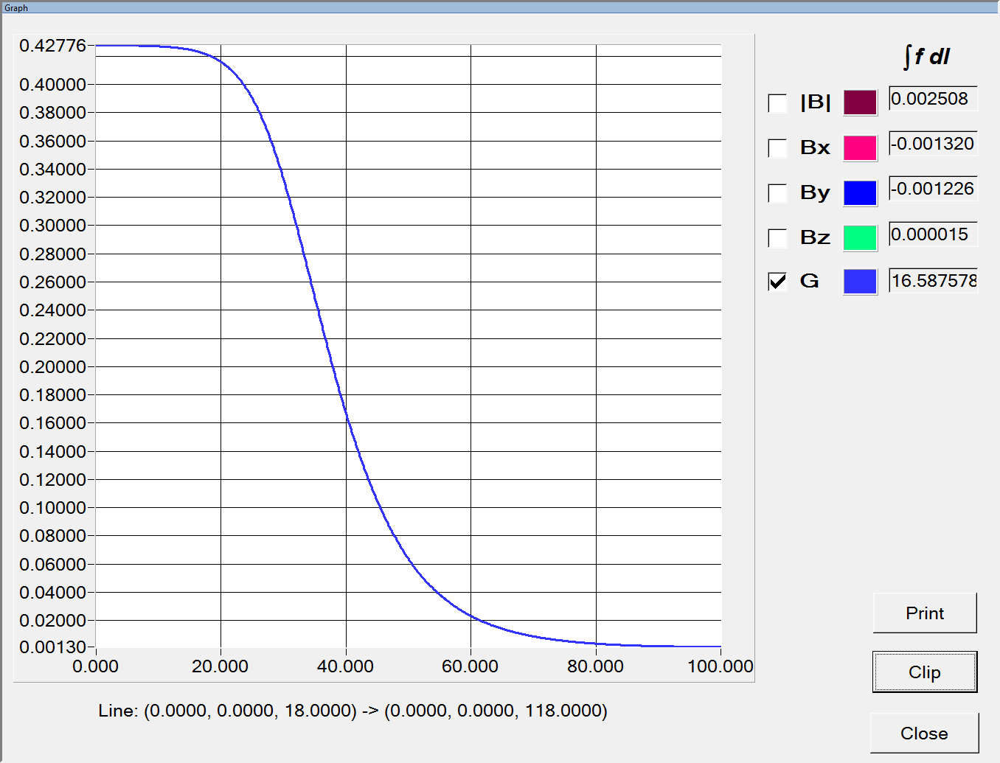 Graph
0.42776
0.40000
0.38000
0.36000
0.34000
0.32000
0.30000
0.28000
0.26000
0.24000
0.22000
0.20000
0.18000
0.16000
0.14000
0.12000
0.10000
0.08000
0.06000
0.04000
0.02000
0.00130
0.000 20.000 40.000 60.000 80.000 100.000
Line: (0.0000, 0.0000, 18.0000) -> (0.0000, 0.0000, 118.0000)
∫f dl
|B| 0.002508
Bx -0.001320
By -0.001226
Bz 0.000015
G 16.587578
Print
Clip
Close